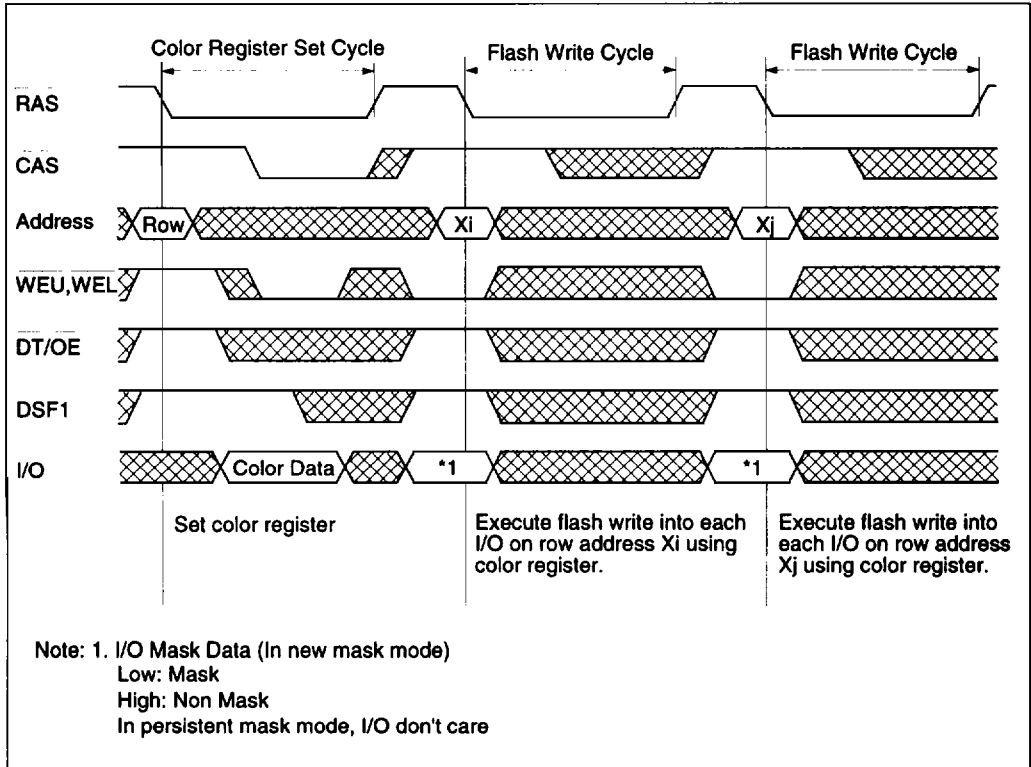 Color Register Set Cycle Flash Write Cycle Flash Write Cycle
RAS
CAS
Address Row Xi Xj
WEU,WEL
DT/OE
DSF1
I/O Color Data *1 *1
Set color register
Execute flash write into each
I/O on row address Xi using
color register.
Execute flash write into
each I/O on row address
Xj using color register.
Note: 1. I/O Mask Data (In new mask mode)
Low: Mask
High: Non Mask
In persistent mask mode, I/O don't care